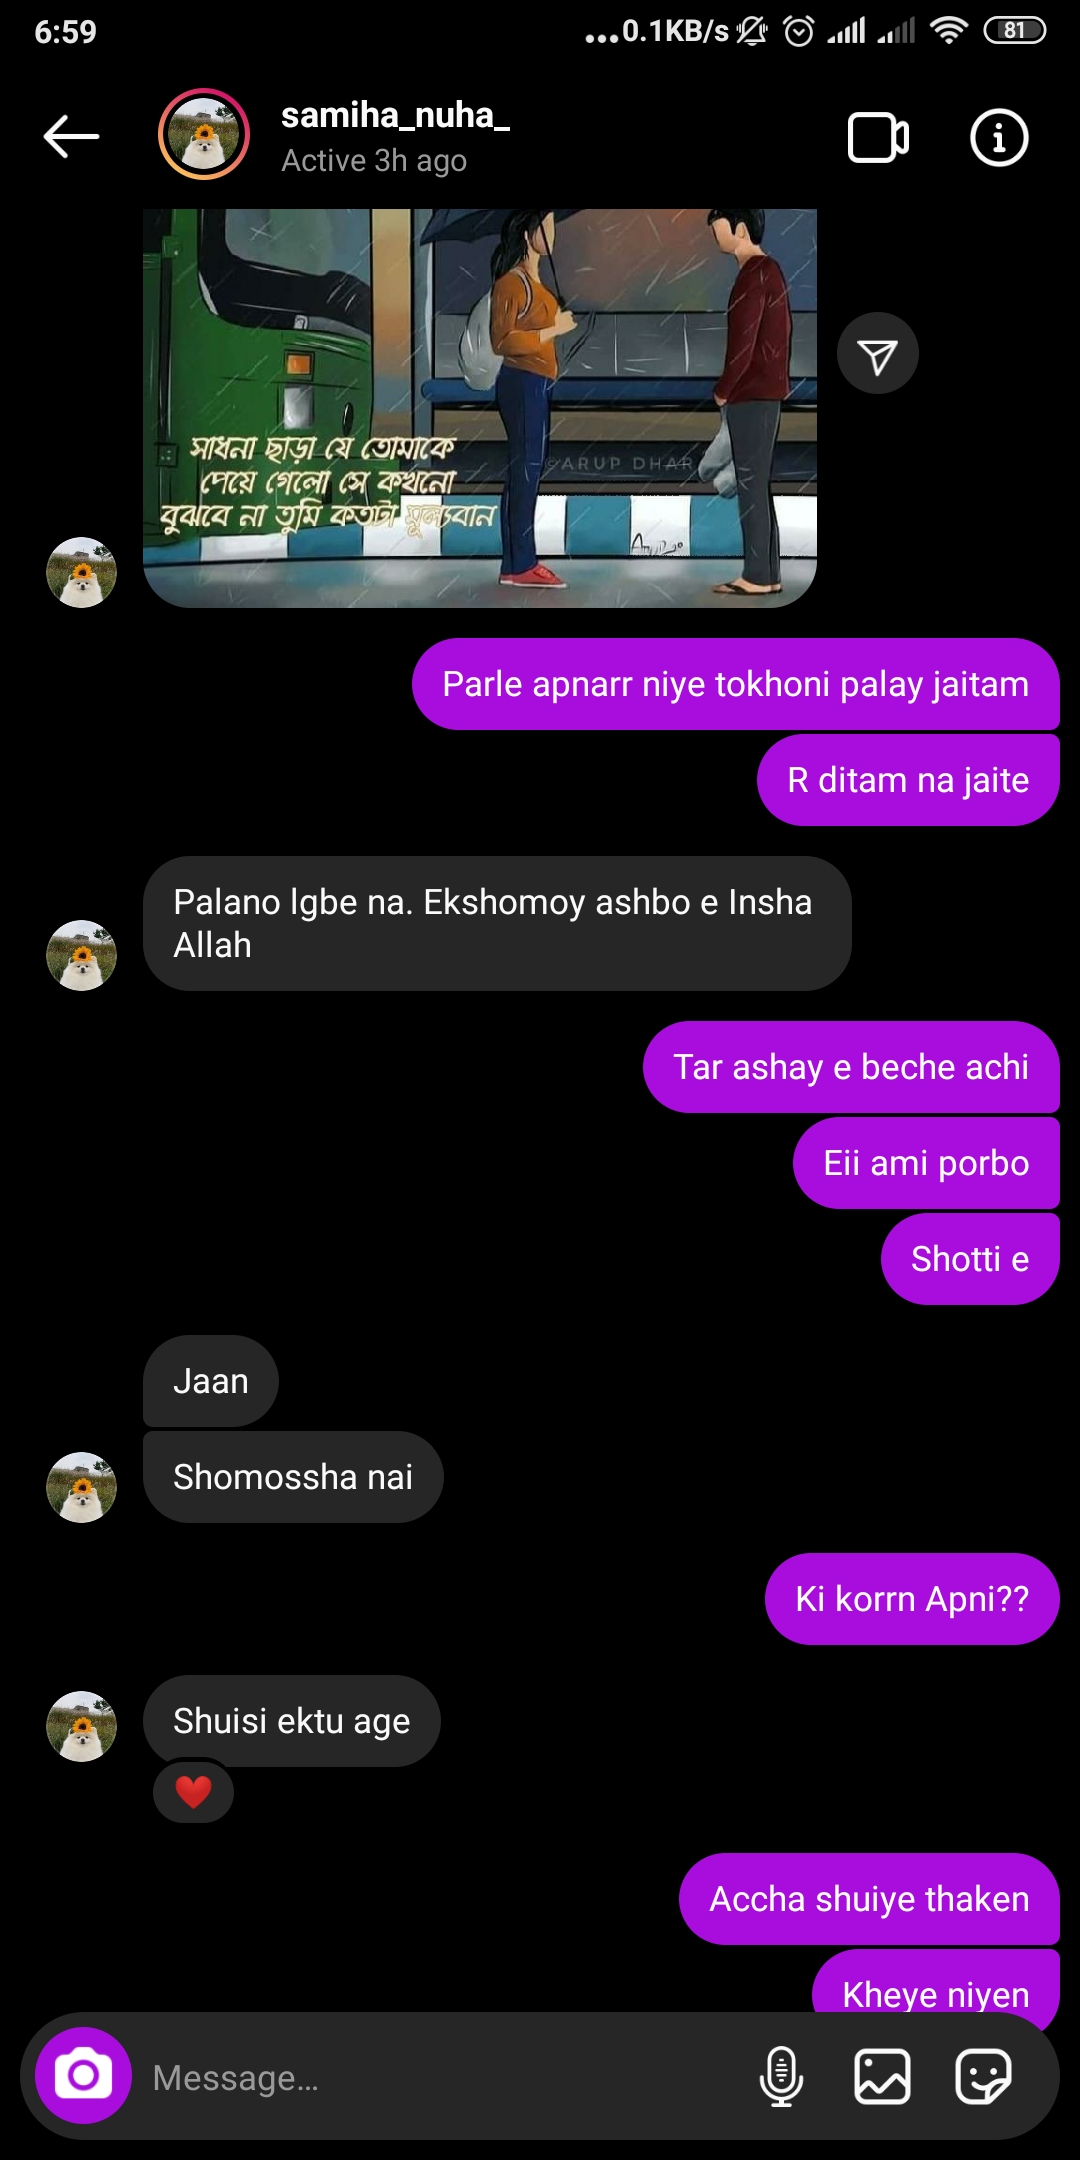 6:59
...0.1KB/s
81
samiha_nuha_
Active 3h ago
সাধনা ছাড়া যে তোমাকে
পেয়ে গেলো সে কখনো
বুঝবে না তুমি কতটা মূল্যবান
©ARUP DHAR
Parle apnarr niye tokhoni palay jaitam
R ditam na jaite
Palano lgbe na. Ekshomoy ashbo e Insha
Allah
Tar ashay e beche achi
Eii ami porbo
Shotti e
Jaan
Shomossha nai
Ki korrn Apni??
Shuisi ektu age
Accha shuiye thaken
Kheye niyen
Message...